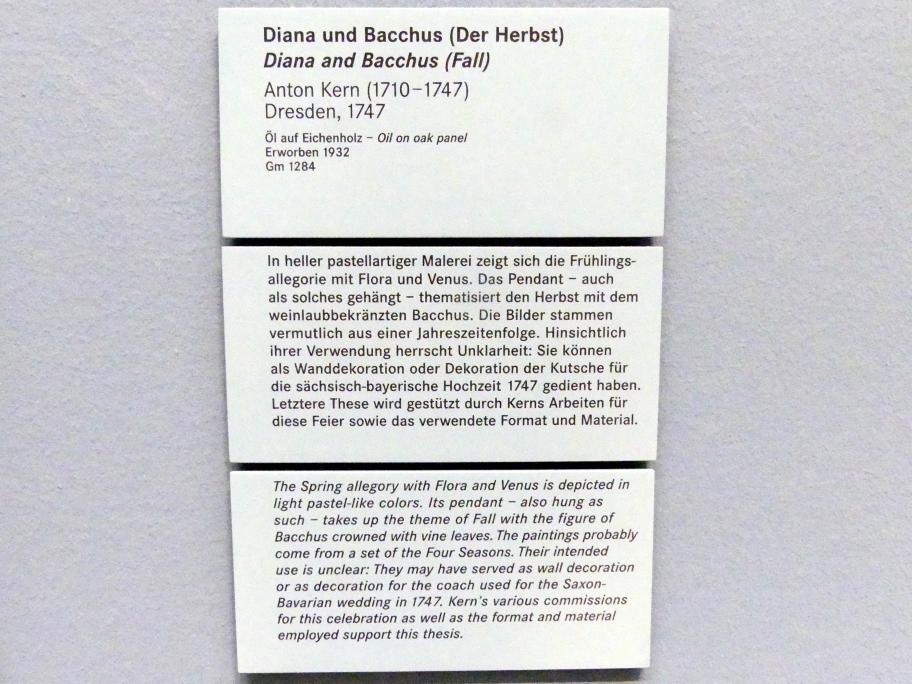 Diana und Bacchus (Der Herbst)
Diana and Bacchus (Fall)
Anton Kern (1710–1747)
Dresden, 1747
Öl auf Eichenholz – Oil on oak panel
Erworben 1932
Gm 1284
In heller pastellartiger Malerei zeigt sich die Frühlings-
allegorie mit Flora und Venus. Das Pendant – auch
als solches gehängt – thematisiert den Herbst mit dem
weinlaubbekränzten Bacchus. Die Bilder stammen
vermutlich aus einer Jahreszeitenfolge. Hinsichtlich
ihrer Verwendung herrscht Unklarheit: Sie können
als Wanddekoration oder Dekoration der Kutsche für
die sächsisch-bayerische Hochzeit 1747 gedient haben.
Letztere These wird gestützt durch Kerns Arbeiten für
diese Feier sowie das verwendete Format und Material.
The Spring allegory with Flora and Venus is depicted in
light pastel-like colors. Its pendant – also hung as
such – takes up the theme of Fall with the figure of
Bacchus crowned with vine leaves. The paintings probably
come from a set of the Four Seasons. Their intended
use is unclear: They may have served as wall decoration
or as decoration for the coach used for the Saxon-
Bavarian wedding in 1747. Kern's various commissions
for this celebration as well as the format and material
employed support this thesis.